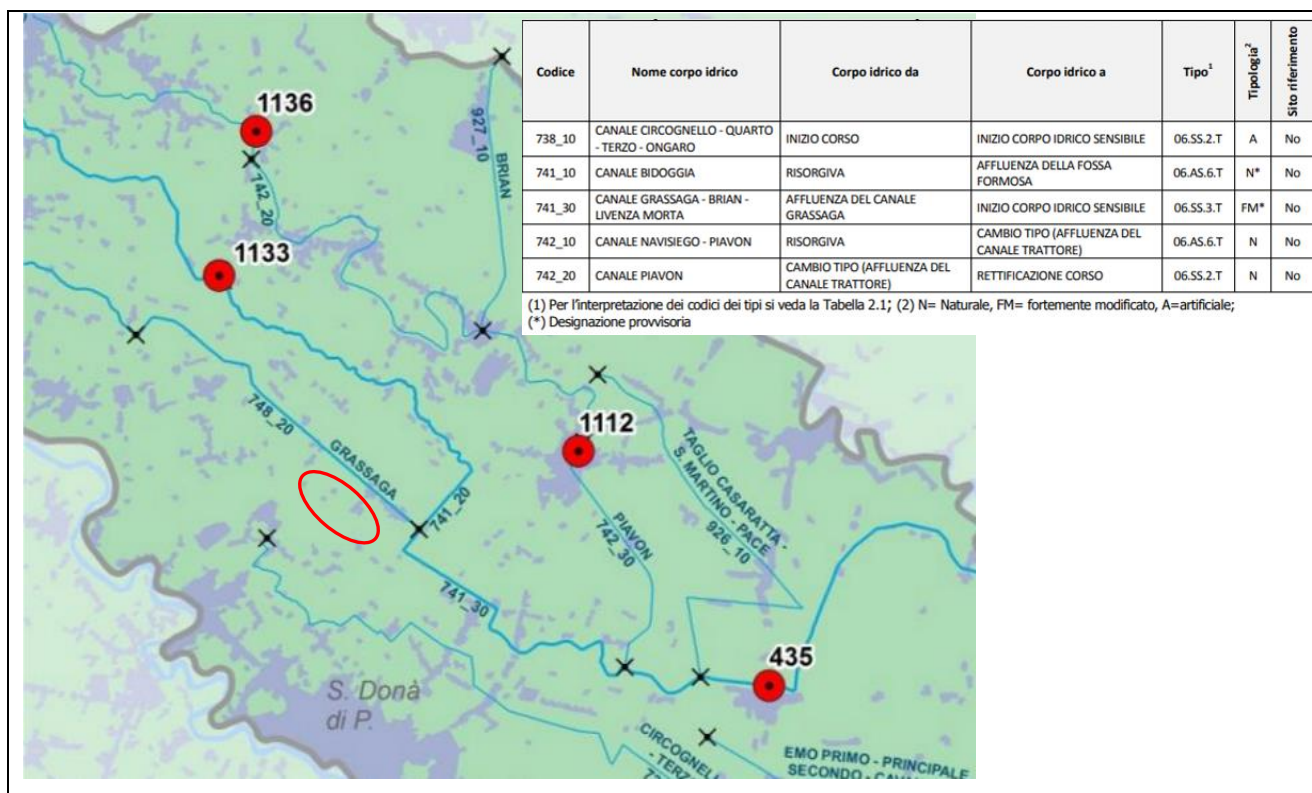 Codice Nome corpo idrico Corpo idrico da Corpo idrico a Tipo1 Tipologia2 Sito riferimento
738_10 CANALE CIRCOGNELLO - QUARTO - TERZO - ONGARO INIZIO CORSO INIZIO CORPO IDRICO SENSIBILE 06.SS.2.T A No
741_10 CANALE BIDOGGIA RISORGIVA AFFLUENZA DELLA FOSSA FORMOSA 06.AS.6.T N* No
741_30 CANALE GRASSAGA - BRIAN - LIVENZA MORTA AFFLUENZA DEL CANALE GRASSAGA INIZIO CORPO IDRICO SENSIBILE 06.SS.3.T FM* No
742_10 CANALE NAVISIEGO - PIAVON RISORGIVA CAMBIO TIPO (AFFLUENZA DEL CANALE TRATTORE) 06.AS.6.T N No
742_20 CANALE PIAVON CAMBIO TIPO (AFFLUENZA DEL CANALE TRATTORE) RETTIFICAZIONE CORSO 06.SS.2.T N No
(1) Per l'interpretazione dei codici dei tipi si veda la Tabella 2.1; (2) N= Naturale, FM= fortemente modificato, A=artificiale;
(*) Designazione provvisoria
1136
927_10
BRIAN
742_20
1133
748_20
GRASSAGA
741_20
1112
TAGLIO CASARATTA -
S. MARTINO - PACE
926_10
PIAVON
742_30
741_30
435
S. Donà
di P.
CIRCOGNELL
- TERZ
EMO PRIMO - PRINCIPALE
SECONDO - CAV